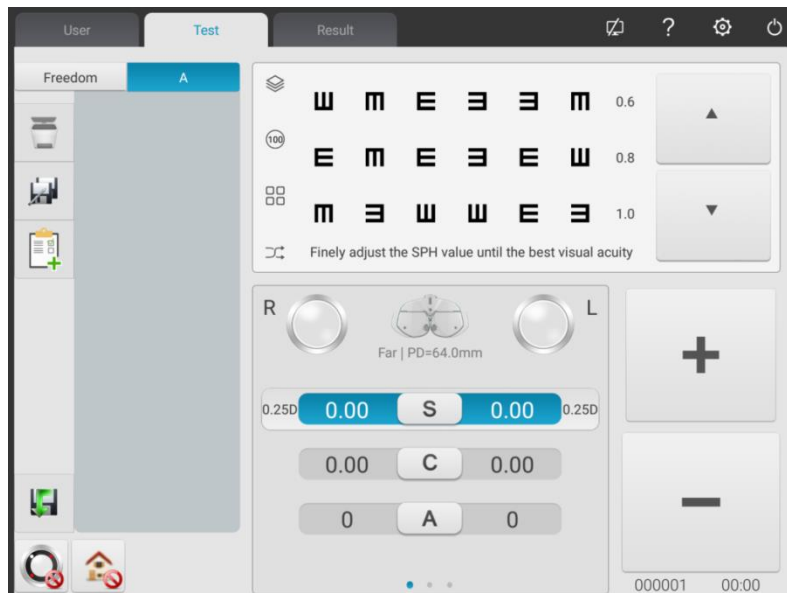 User Test Result ?
Freedom A
Ш m E Ǝ Ǝ m 0.6
100
E m E Ǝ E Ш 0.8
m Ǝ Ш Ш E Ǝ 1.0
Finely adjust the SPH value until the best visual acuity
R L
Far | PD=64.0mm
0.25D 0.00 S 0.00 0.25D
0.00 C 0.00
0 A 0
000001 00:00